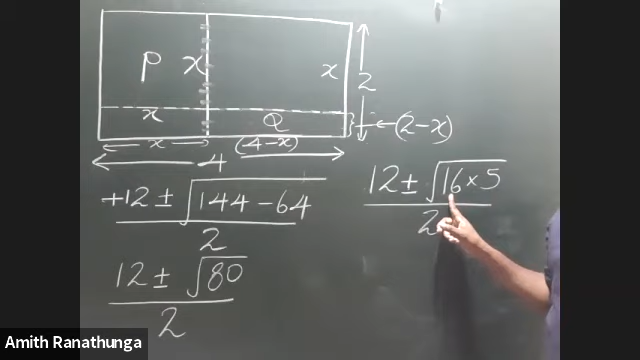 P x x 2
x Q (2-x)
x (4-x)
4
+12 ± √144 - 64
2
12 ± √80
2
12 ± √16 × 5
2
Amith Ranathunga